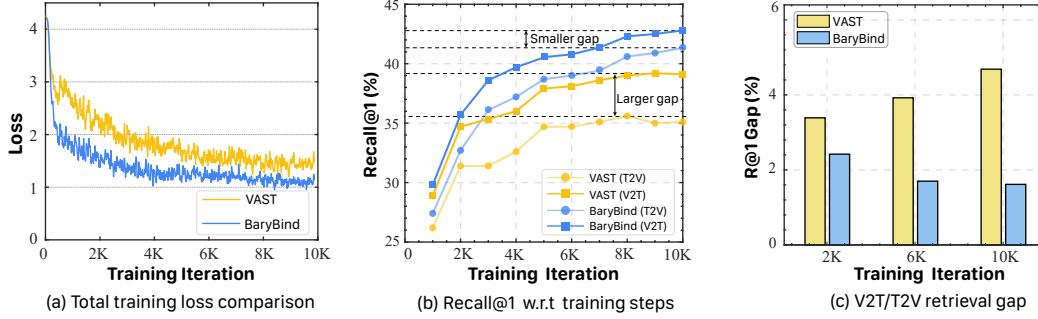 Loss
4
3
2
1
0
VAST
BaryBind
2K
4K
6K
8K
10K
Training Iteration
(a) Total training loss comparison
Recall@1 (%)
45
40
35
30
25
Smaller gap
Larger gap
VAST (T2V)
VAST (V2T)
BaryBind (T2V)
BaryBind (V2T)
0
2K
4K
6K
8K
10K
Training Iteration
(b) Recall@1 w.r.t training steps
R@1 Gap (%)
6
4
2
0
VAST
BaryBind
2K
6K
10K
Training Iteration
(c) V2T/T2V retrieval gap